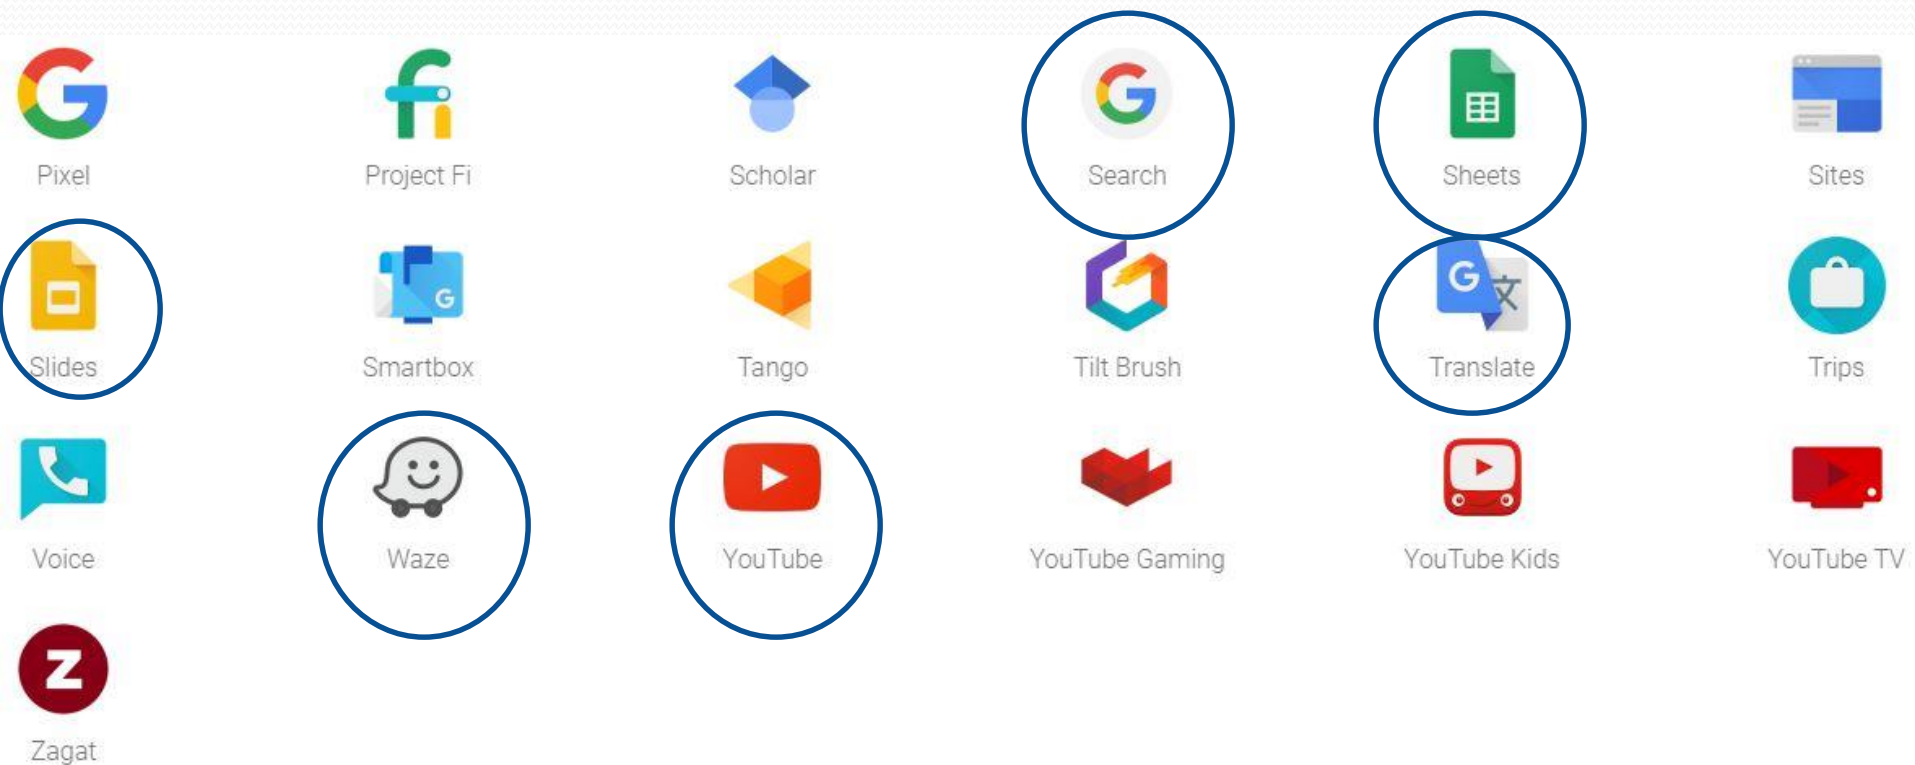 Pixel
Project Fi
Scholar
Search
Sheets
Sites
Slides
Smartbox
Tango
Tilt Brush
Translate
Trips
Voice
Waze
YouTube
YouTube Gaming
YouTube Kids
YouTube TV
Zagat